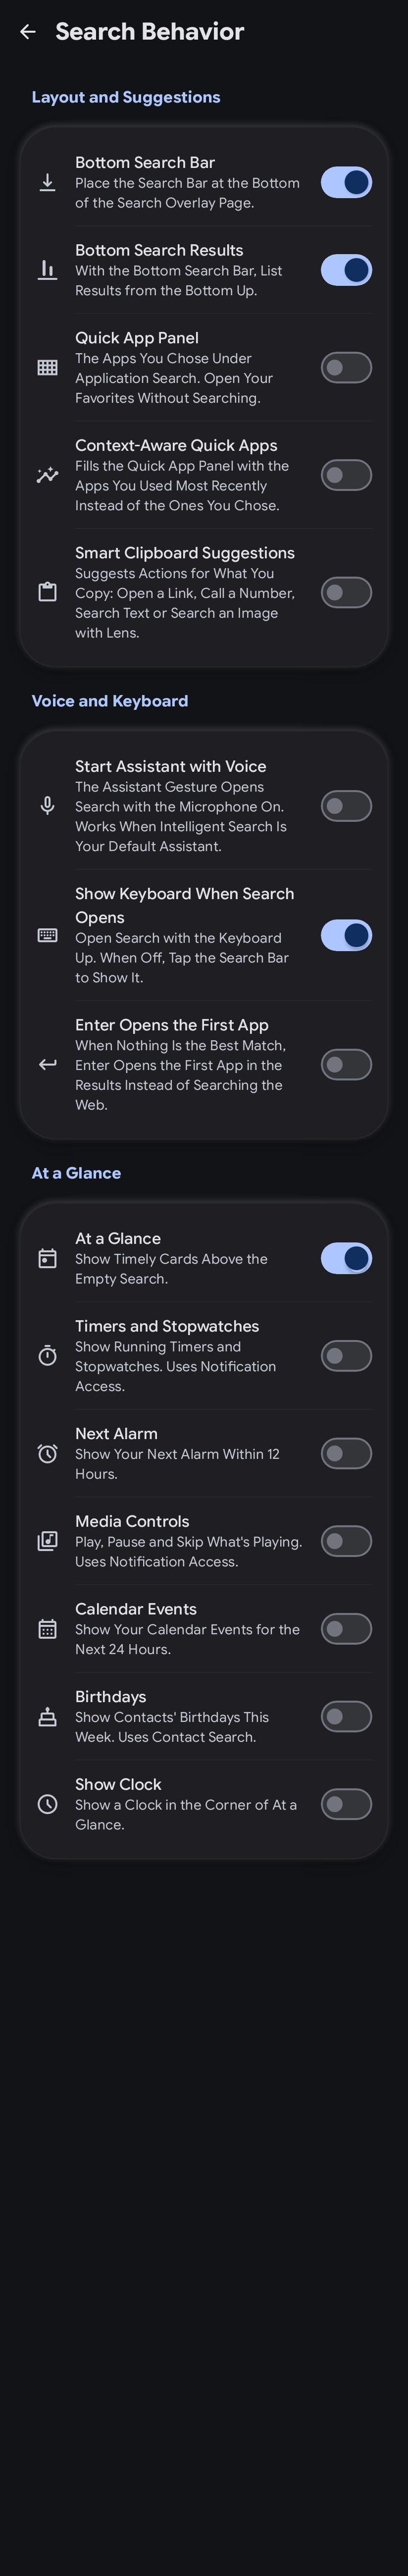 Search Behavior
Layout and Suggestions
Bottom Search Bar
Place the Search Bar at the Bottom
of the Search Overlay Page.
Bottom Search Results
With the Bottom Search Bar, List
Results from the Bottom Up.
Quick App Panel
The Apps You Chose Under
Application Search. Open Your
Favorites Without Searching.
Context-Aware Quick Apps
Fills the Quick App Panel with the
Apps You Used Most Recently
Instead of the Ones You Chose.
Smart Clipboard Suggestions
Suggests Actions for What You
Copy: Open a Link, Call a Number,
Search Text or Search an Image
with Lens.
Voice and Keyboard
Start Assistant with Voice
The Assistant Gesture Opens
Search with the Microphone On.
Works When Intelligent Search Is
Your Default Assistant.
Show Keyboard When Search
Opens
Open Search with the Keyboard
Up. When Off, Tap the Search Bar
to Show It.
Enter Opens the First App
When Nothing Is the Best Match,
Enter Opens the First App in the
Results Instead of Searching the
Web.
At a Glance
At a Glance
Show Timely Cards Above the
Empty Search.
Timers and Stopwatches
Show Running Timers and
Stopwatches. Uses Notification
Access.
Next Alarm
Show Your Next Alarm Within 12
Hours.
Media Controls
Play, Pause and Skip What's Playing.
Uses Notification Access.
Calendar Events
Show Your Calendar Events for the
Next 24 Hours.
Birthdays
Show Contacts' Birthdays This
Week. Uses Contact Search.
Show Clock
Show a Clock in the Corner of At a
Glance.